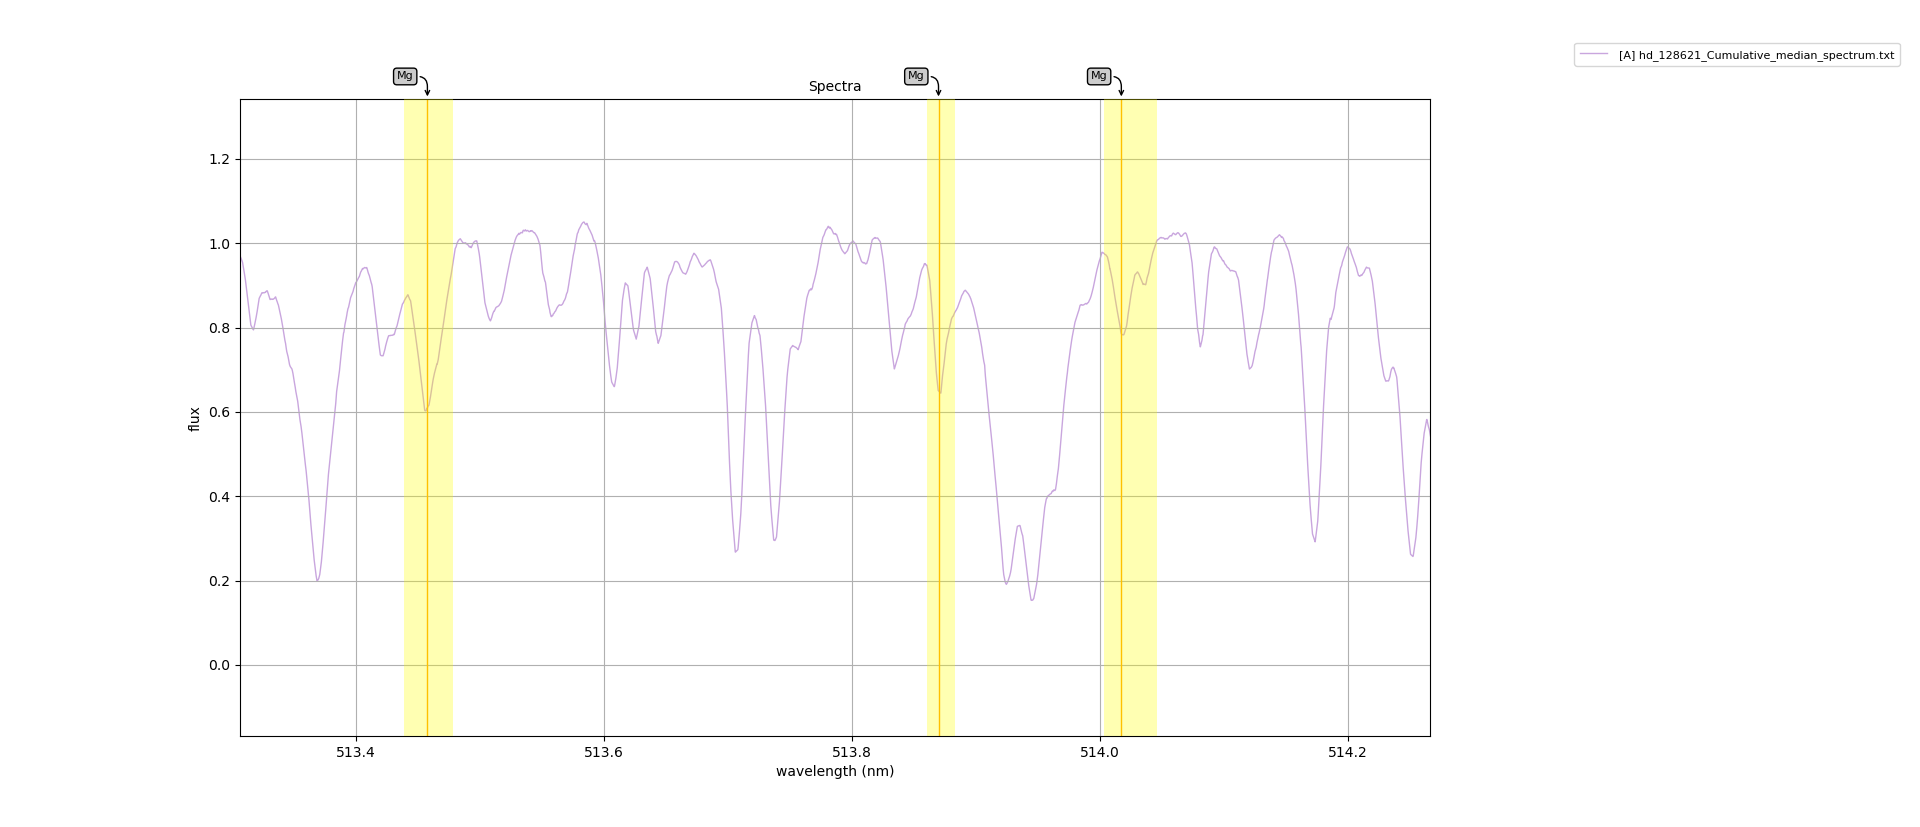 [A] hd_128621_Cumulative_median_spectrum.txt
Mg
Mg
Mg
Spectra
1.2
1.0
0.8
0.6
0.4
0.2
0.0
flux
513.4
513.6
513.8
514.0
514.2
wavelength (nm)